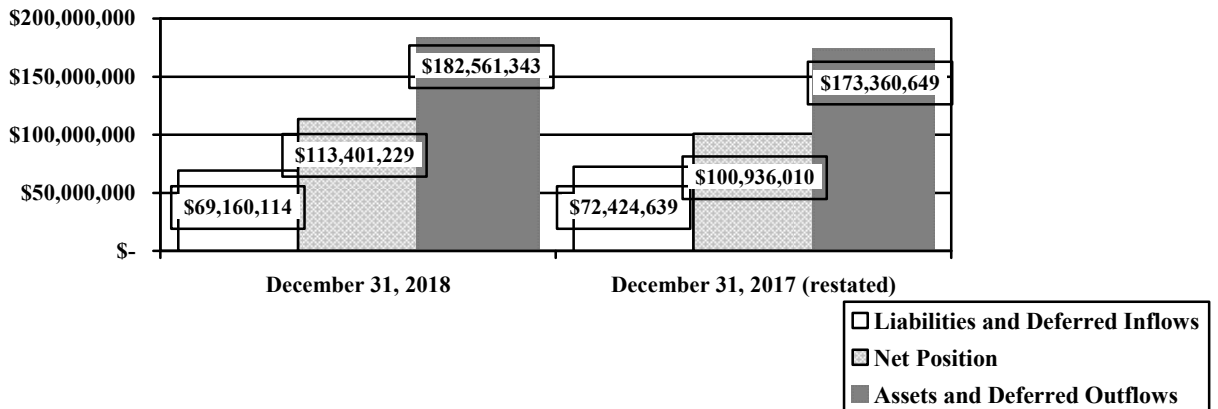 $200,000,000
$150,000,000
$100,000,000
$50,000,000
$-
$182,561,343
$173,360,649
$113,401,229
$100,936,010
$69,160,114
$72,424,639
December 31, 2018
December 31, 2017 (restated)
Liabilities and Deferred Inflows
Net Position
Assets and Deferred Outflows